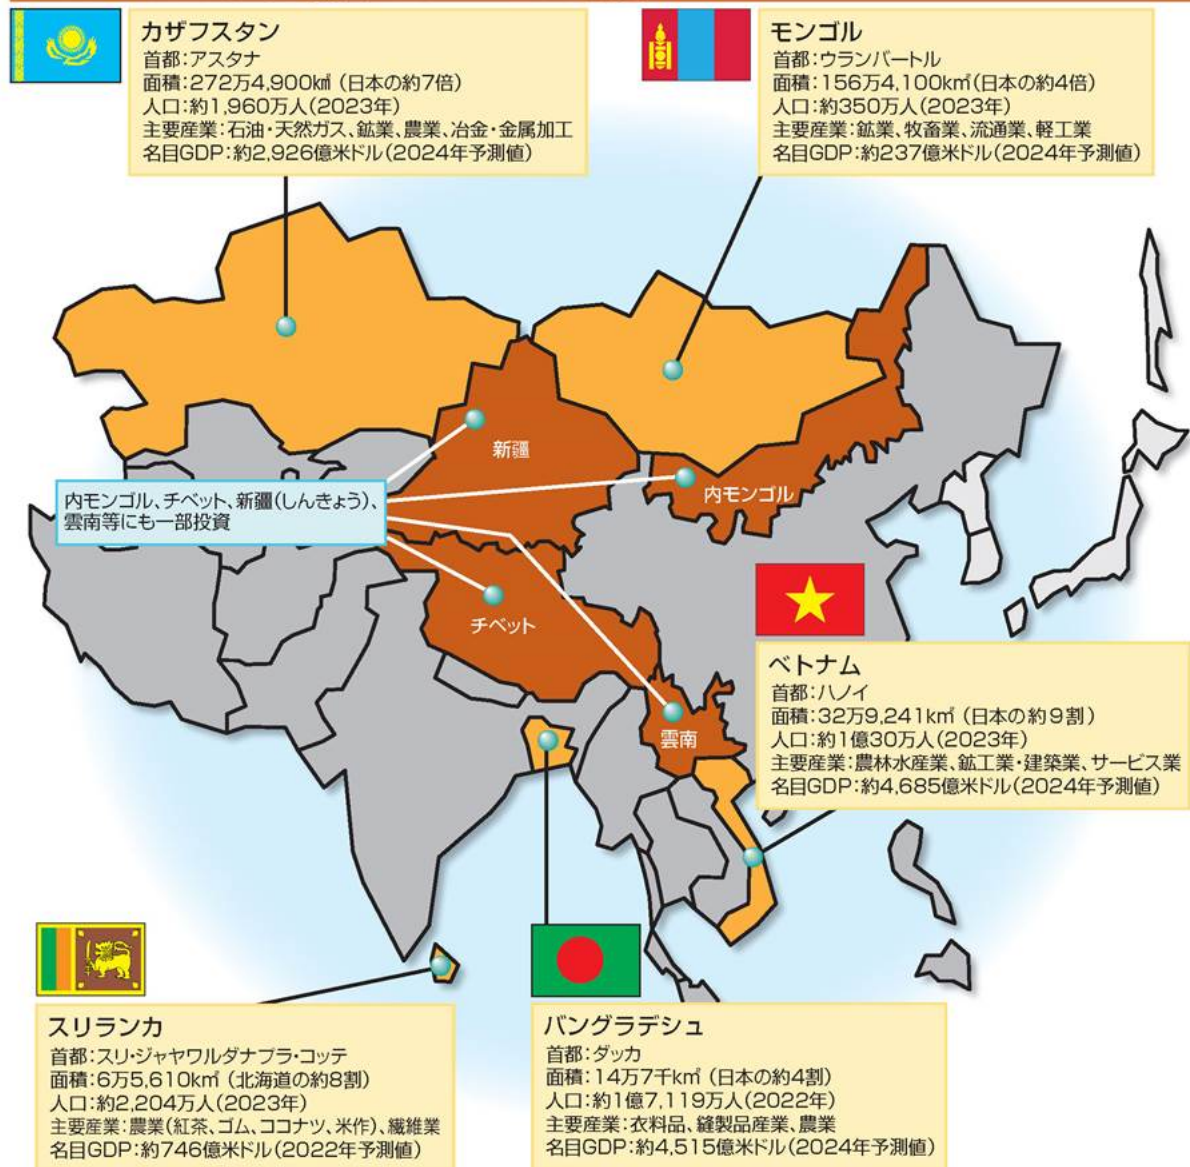 カザフスタン
首都:アスタナ
面積:272万4,900㎢ (日本の約7倍)
人口:約1,960万人(2023年)
主要産業:石油・天然ガス、鉱業、農業、冶金・金属加工
名目GDP:約2,926億米ドル(2024年予測値)
モンゴル
首都:ウランバートル
面積:156万4,100㎢(日本の約4倍)
人口:約350万人(2023年)
主要産業:鉱業、牧畜業、流通業、軽工業
名目GDP:約237億米ドル(2024年予測値)
新疆
内モンゴル
内モンゴル、チベット、新疆(しんきょう)、
雲南等にも一部投資
チベット
雲南
ベトナム
首都:ハノイ
面積:32万9,241㎢ (日本の約9割)
人口:約1億30万人(2023年)
主要産業:農林水産業、鉱工業・建築業、サービス業
名目GDP:約4,685億米ドル(2024年予測値)
スリランカ
首都:スリ・ジャヤワルダナプラ・コッテ
面積:6万5,610㎢ (北海道の約8割)
人口:約2,204万人(2023年)
主要産業:農業(紅茶、ゴム、ココナツ、米作)、繊維業
名目GDP:約746億米ドル(2022年予測値)
バングラデシュ
首都:ダッカ
面積:14万7千㎢ (日本の約4割)
人口:約1億7,119万人(2022年)
主要産業:衣料品、縫製品産業、農業
名目GDP:約4,515億米ドル(2024年予測値)